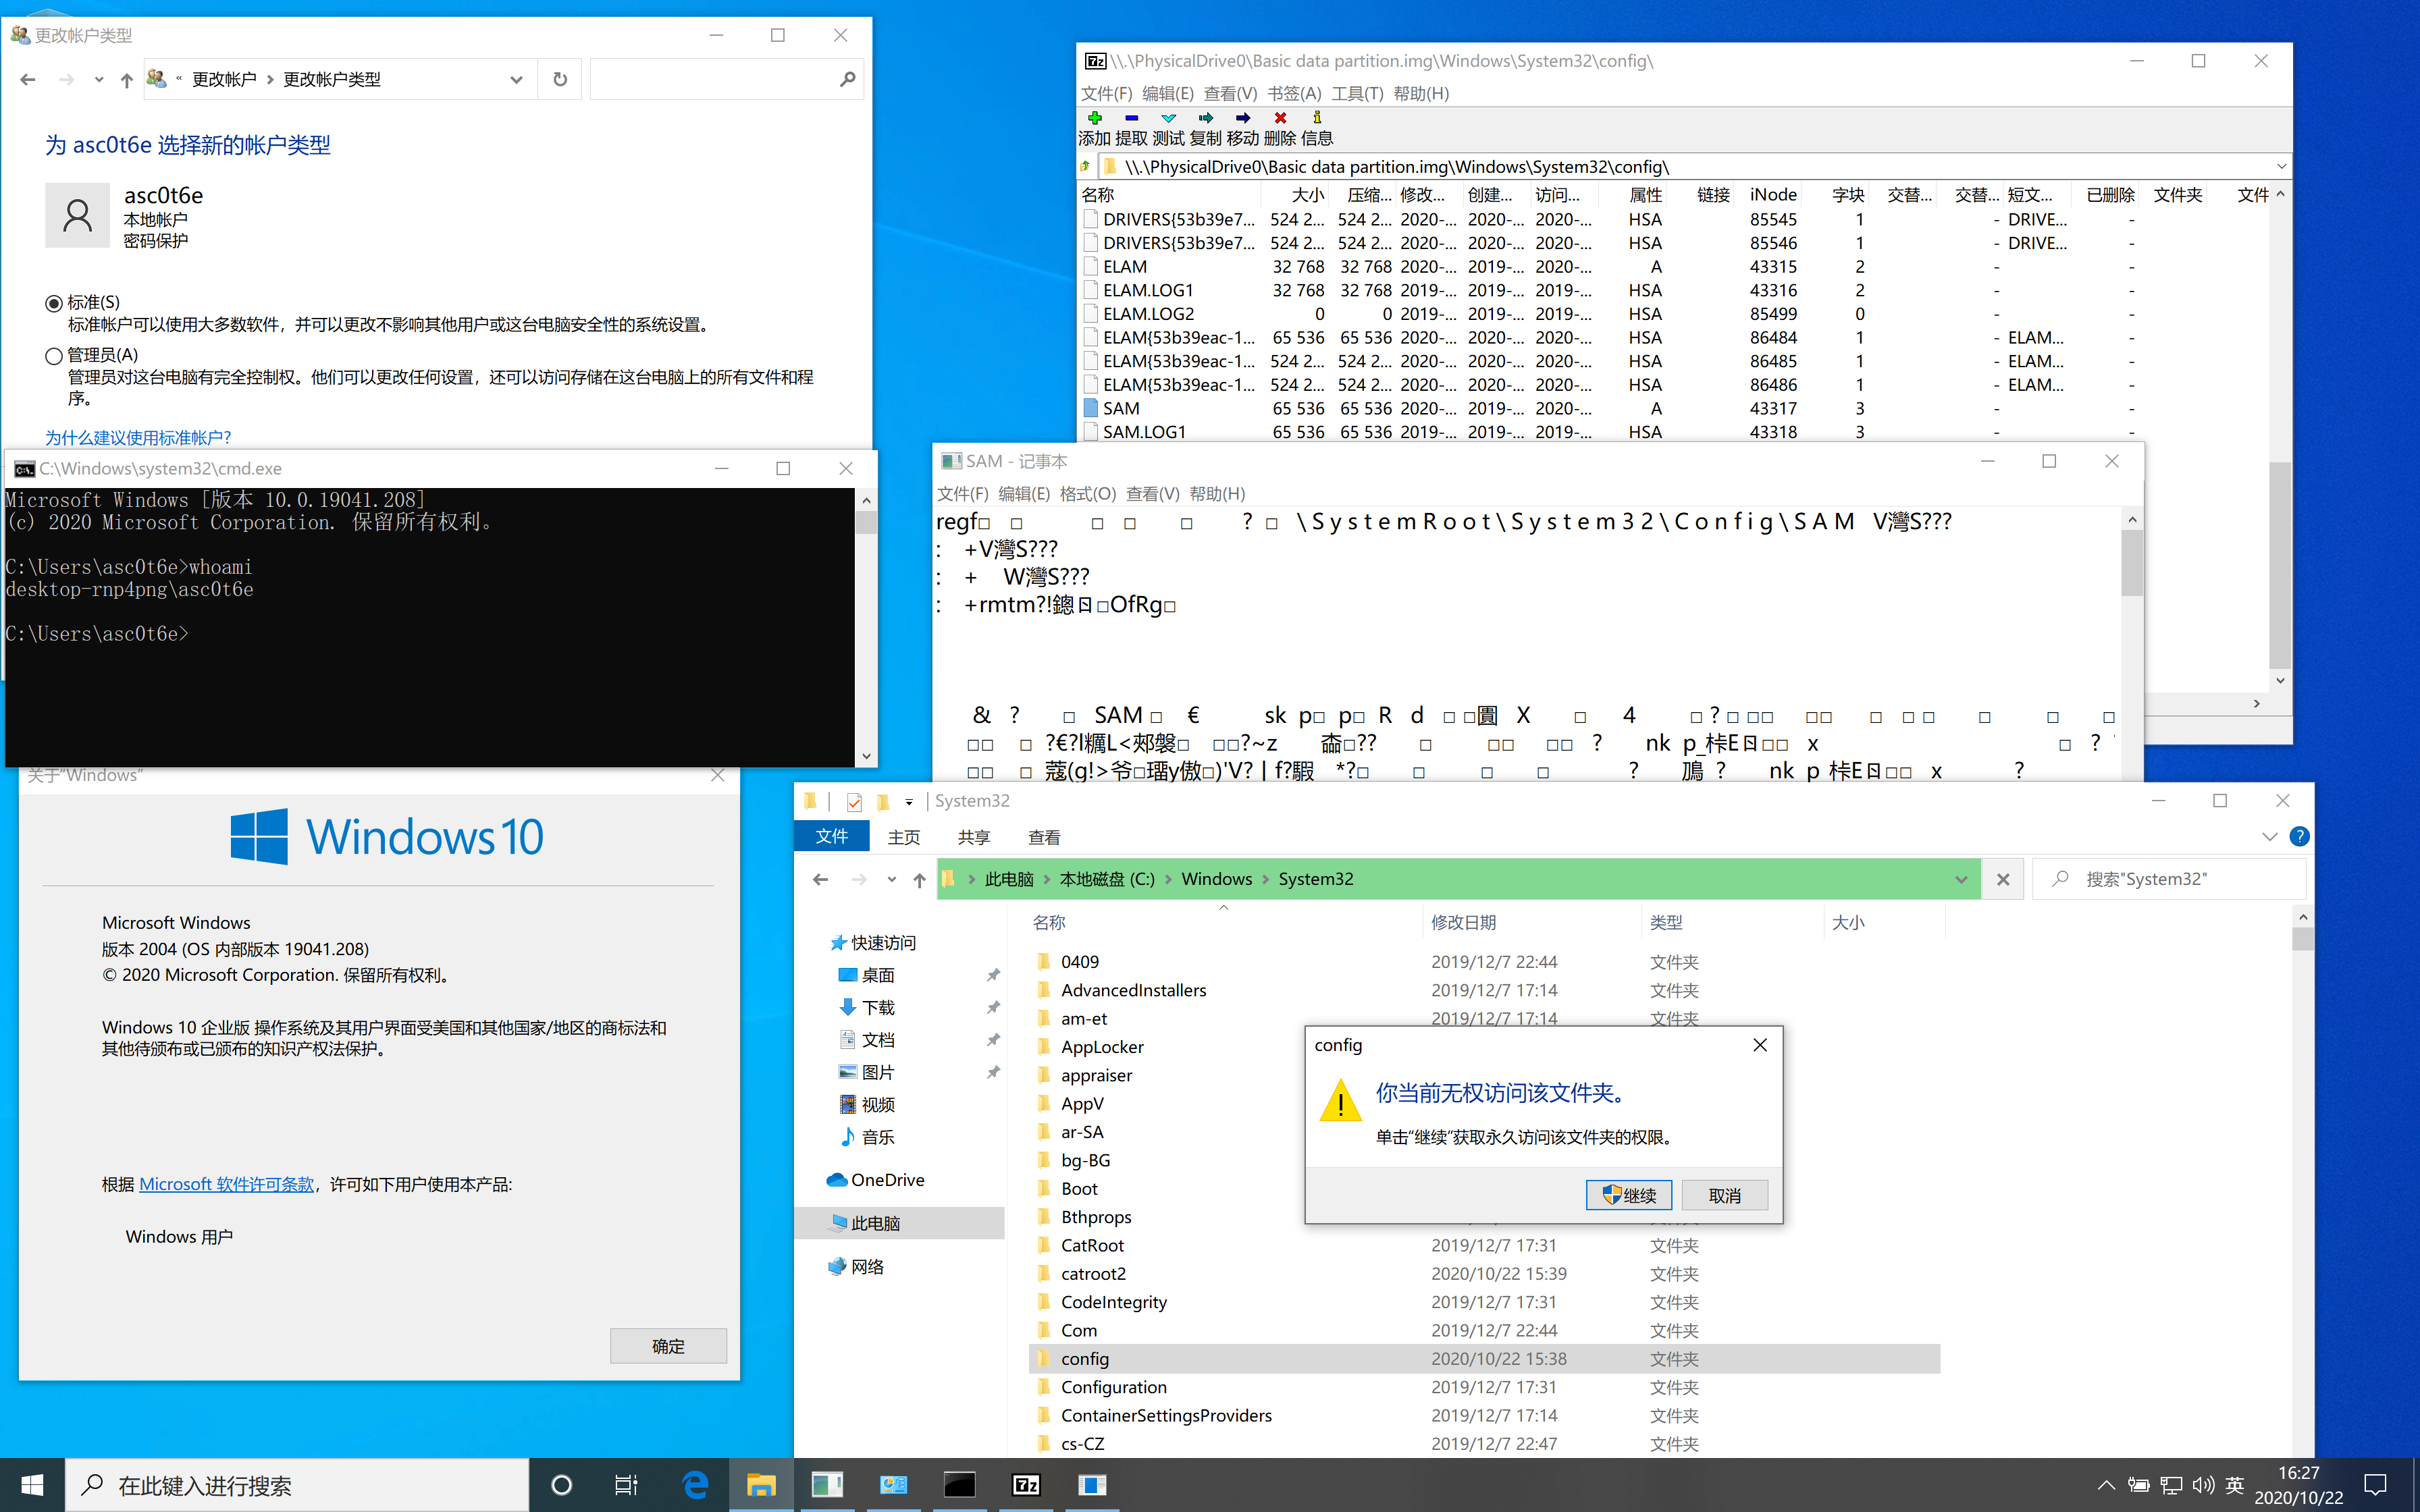 更改帐户类型
« 更改帐户 › 更改帐户类型
为 asc0t6e 选择新的帐户类型
asc0t6e
本地帐户
密码保护
标准(S)
标准帐户可以使用大多数软件，并可以更改不影响其他用户或这台电脑安全性的系统设置。
管理员(A)
管理员对这台电脑有完全控制权。他们可以更改任何设置，还可以访问存储在这台电脑上的所有文件和程
序。
为什么建议使用标准帐户?
C:\Windows\system32\cmd.exe
Microsoft Windows [版本 10.0.19041.208]
(c) 2020 Microsoft Corporation. 保留所有权利。
C:\Users\asc0t6e>whoami
desktop-rnp4png\asc0t6e
C:\Users\asc0t6e>
关于"Windows"
Windows 10
Microsoft Windows
版本 2004 (OS 内部版本 19041.208)
© 2020 Microsoft Corporation. 保留所有权利。
Windows 10 企业版 操作系统及其用户界面受美国和其他国家/地区的商标法和
其他待颁布或已颁布的知识产权法保护。
根据 Microsoft 软件许可条款，许可如下用户使用本产品:
Windows 用户
确定
\\.\PhysicalDrive0\Basic data partition.img\Windows\System32\config\
文件(F) 编辑(E) 查看(V) 书签(A) 工具(T) 帮助(H)
添加 提取 测试 复制 移动 删除 信息
\\.\PhysicalDrive0\Basic data partition.img\Windows\System32\config\
名称 大小 压缩... 修改... 创建... 访问... 属性 链接 iNode 字块 交替... 交替... 短文... 已删除 文件夹 文件
DRIVERS{53b39e7... 524 2... 524 2... 2020-... 2020-... 2020-... HSA 85545 1 - DRIVE... -
DRIVERS{53b39e7... 524 2... 524 2... 2020-... 2020-... 2020-... HSA 85546 1 - DRIVE... -
ELAM 32 768 32 768 2020-... 2019-... 2020-... A 43315 2 - -
ELAM.LOG1 32 768 32 768 2019-... 2019-... 2019-... HSA 43316 2 - -
ELAM.LOG2 0 0 2019-... 2019-... 2019-... HSA 85499 0 - -
ELAM{53b39eac-1... 65 536 65 536 2020-... 2020-... 2020-... HSA 86484 1 - ELAM... -
ELAM{53b39eac-1... 524 2... 524 2... 2020-... 2020-... 2020-... HSA 86485 1 - ELAM... -
ELAM{53b39eac-1... 524 2... 524 2... 2020-... 2020-... 2020-... HSA 86486 1 - ELAM... -
SAM 65 536 65 536 2020-... 2019-... 2020-... A 43317 3 - -
SAM.LOG1 65 536 65 536 2019-... 2019-... 2019-... HSA 43318 3 - -
SAM - 记事本
文件(F) 编辑(E) 格式(O) 查看(V) 帮助(H)
regf□ □ □ □ □ ? □ \SystemRoot\System32\Config\SAM V灣S???
: +V灣S???
: + W灣S???
: +rmtm?!鎴 □OfRg□
& ? □ SAM □ € sk p□ p□ R d □ □ X □ 4 □ ? □ □□ □□ □ □ □ □ □ □
System32
文件 主页 共享 查看
此电脑 › 本地磁盘 (C:) › Windows › System32
搜索"System32"
名称 修改日期 类型 大小
快速访问
桌面
下载
文档
图片
视频
音乐
OneDrive
此电脑
网络
0409 2019/12/7 22:44 文件夹
AdvancedInstallers 2019/12/7 17:14 文件夹
am-et 2019/12/7 17:14 文件夹
AppLocker
appraiser
AppV
ar-SA
bg-BG
Boot
Bthprops
CatRoot 2019/12/7 17:31 文件夹
catroot2 2020/10/22 15:39 文件夹
CodeIntegrity 2019/12/7 17:31 文件夹
Com 2019/12/7 22:44 文件夹
config 2020/10/22 15:38 文件夹
Configuration 2019/12/7 17:31 文件夹
ContainerSettingsProviders 2019/12/7 17:14 文件夹
cs-CZ 2019/12/7 22:47 文件夹
config
你当前无权访问该文件夹。
单击"继续"获取永久访问该文件夹的权限。
继续 取消
在此键入进行搜索
英
16:27
2020/10/22